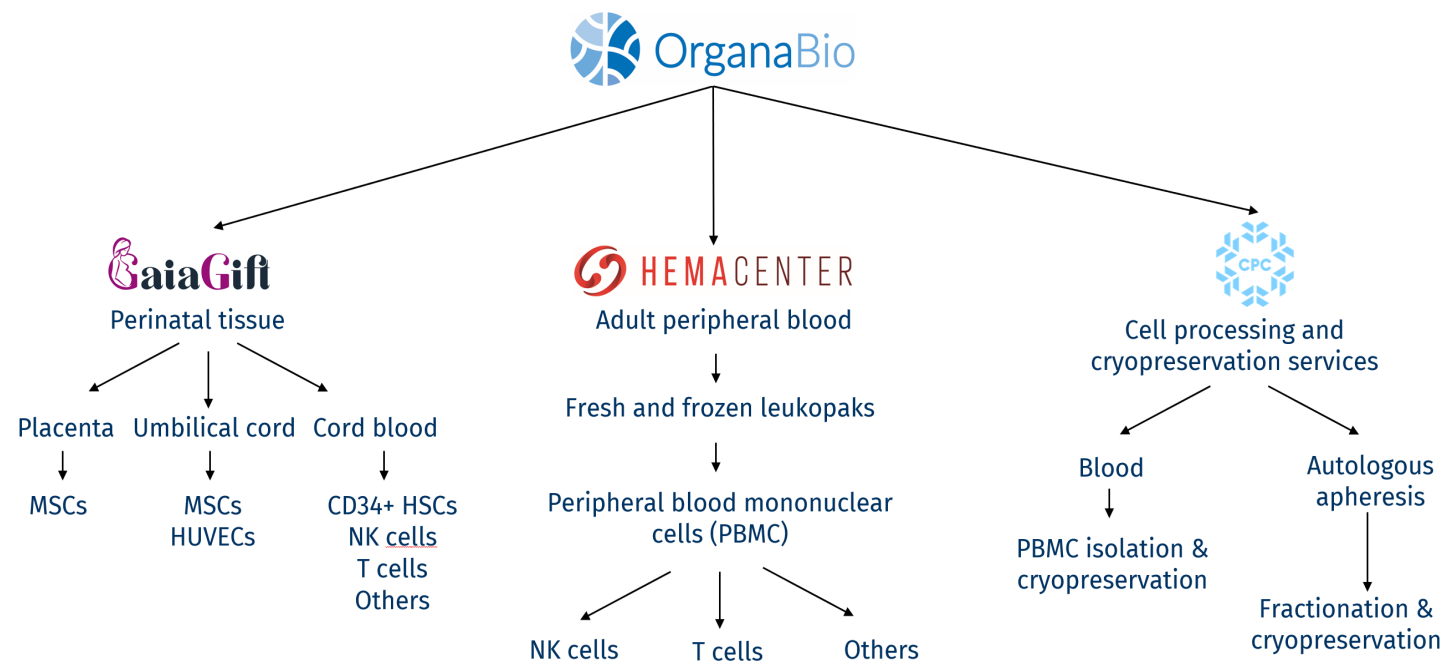 OrganaBio
GaiaGift
Perinatal tissue
Placenta
Umbilical cord
Cord blood
MSCs
MSCs
HUVECs
CD34+ HSCs
NK cells
T cells
Others
HEMACENTER
Adult peripheral blood
Fresh and frozen leukopaks
Peripheral blood mononuclear
cells (PBMC)
NK cells
T cells
Others
CPC
Cell processing and
cryopreservation services
Blood
PBMC isolation &
cryopreservation
Autologous
apheresis
Fractionation &
cryopreservation